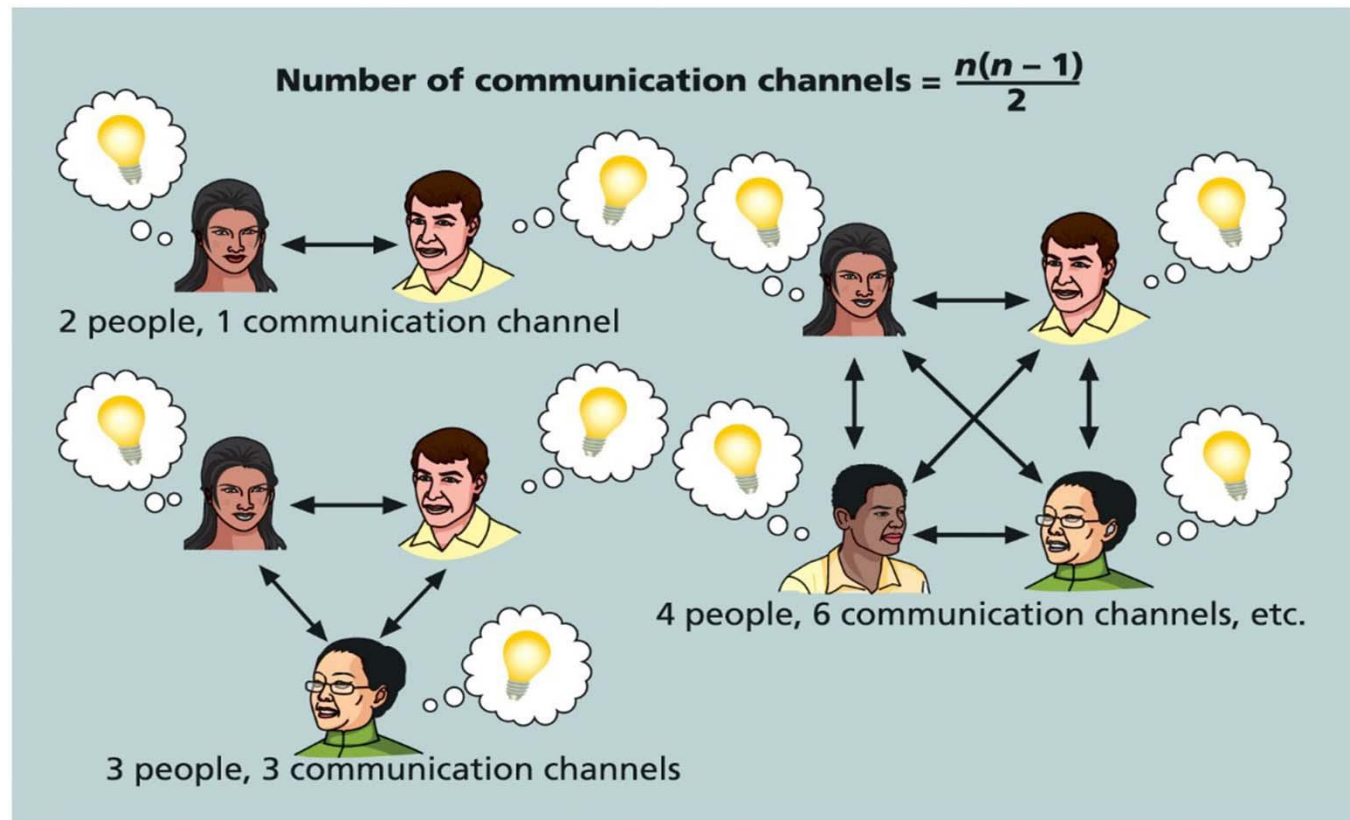 Number of communication channels = n(n – 1)/2
2 people, 1 communication channel
3 people, 3 communication channels
4 people, 6 communication channels, etc.